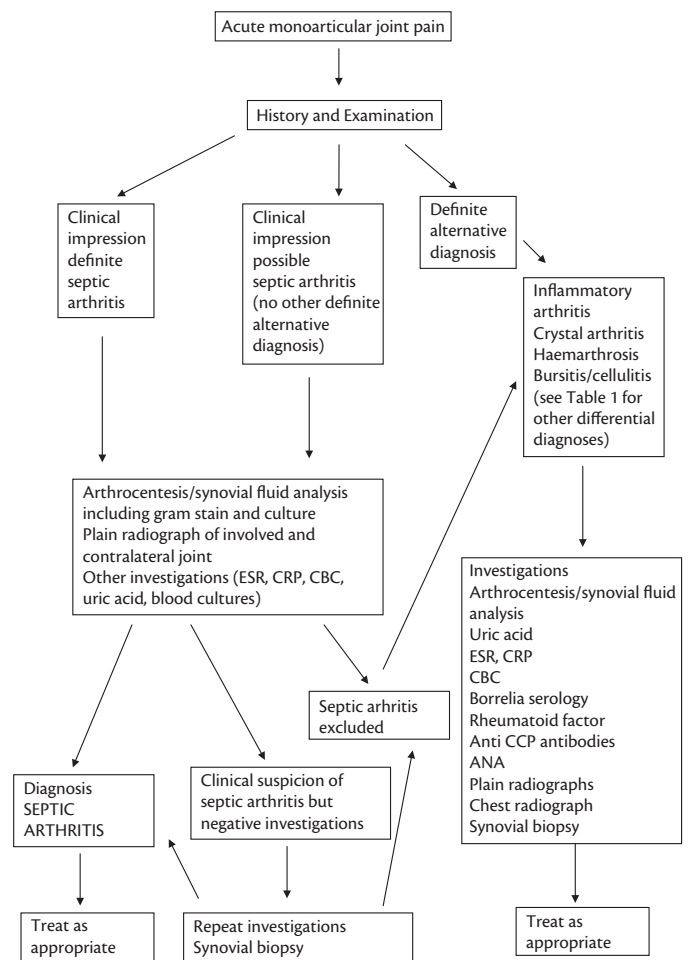 Acute monoarticular joint pain
History and Examination
Clinical
impression
definite
septic
arthritis
Clinical
impression
possible
septic arthritis
(no other definite
alternative
diagnosis)
Definite
alternative
diagnosis
Inflammatory
arthritis
Crystal arthritis
Haemarthrosis
Bursitis/cellulitis
(see Table 1 for
other differential
diagnoses)
Arthrocentesis/synovial fluid analysis
including gram stain and culture
Plain radiograph of involved and
contralateral joint
Other investigations (ESR, CRP, CBC,
uric acid, blood cultures)
Investigations
Arthrocentesis/synovial fluid
analysis
Uric acid
ESR, CRP
CBC
Borrelia serology
Rheumatoid factor
Anti CCP antibodies
ANA
Plain radiographs
Chest radiograph
Synovial biopsy
Septic arhritis
excluded
Diagnosis
SEPTIC
ARTHRITIS
Clinical suspicion of
septic arthritis but
negative investigations
Treat as
appropriate
Repeat investigations
Synovial biopsy
Treat as
appropriate